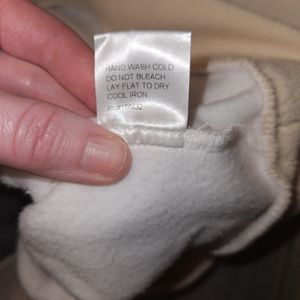 HAND WASH COLD
DO NOT BLEACH
LAY FLAT TO DRY
COOL IRON